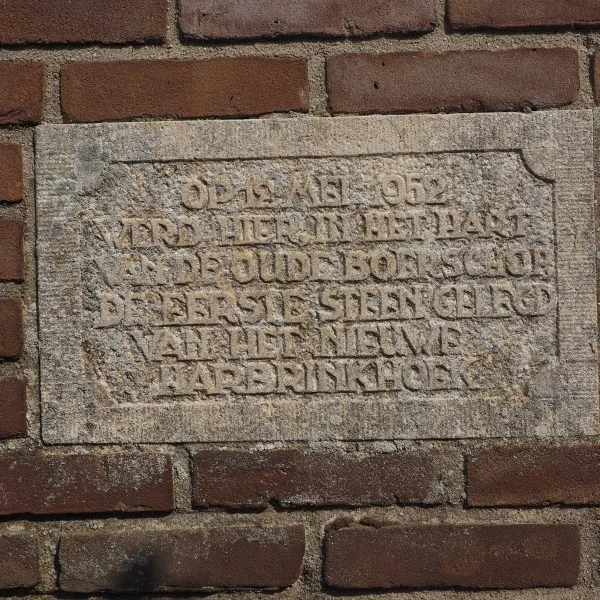 OP 12 MEI 1952
WERD HIER, IN HET HART
VAN DE OUDE BOERSCHOP
DE EERSTE STEEN GELEGD
VAN HET NIEUWE
HARBRINKHOEK